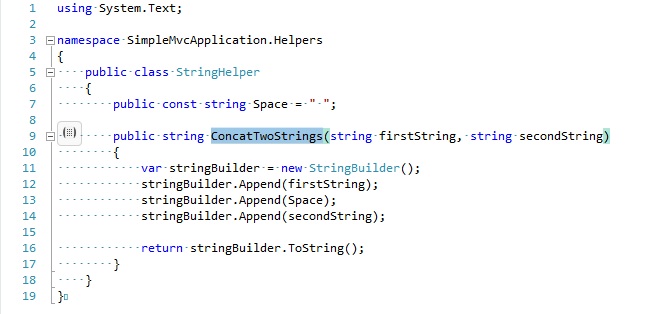 1 using System.Text;
2
3 namespace SimpleMvcApplication.Helpers
4 {
5     public class StringHelper
6     {
7         public const string Space = " ";
8
9         public string ConcatTwoStrings(string firstString, string secondString)
10         {
11             var stringBuilder = new StringBuilder();
12             stringBuilder.Append(firstString);
13             stringBuilder.Append(Space);
14             stringBuilder.Append(secondString);
15
16             return stringBuilder.ToString();
17         }
18     }
19 }